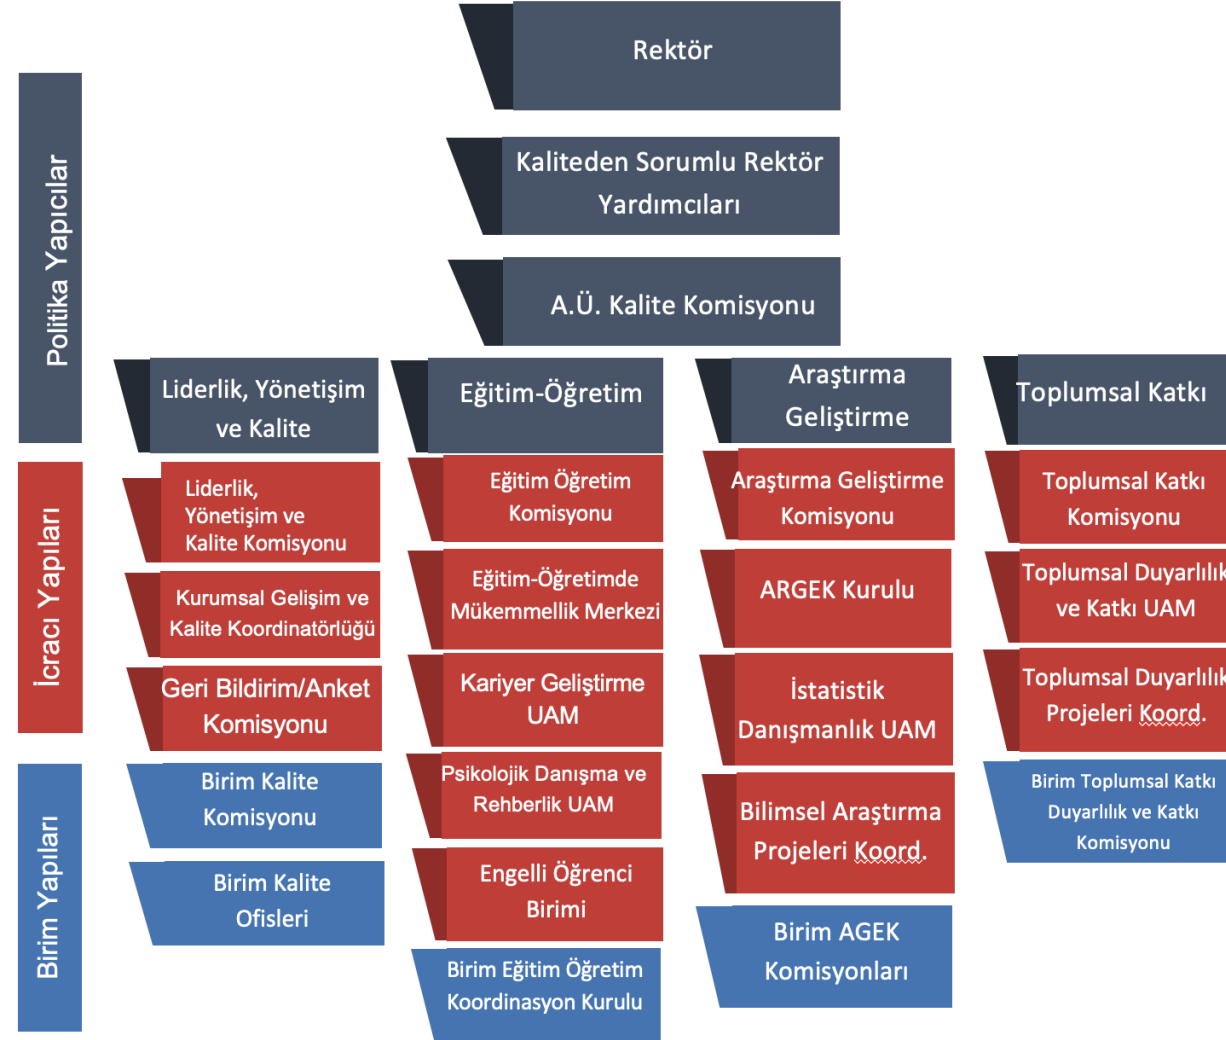 Rektör
Kaliteden Sorumlu Rektör
Yardımcıları
A.Ü. Kalite Komisyonu
Politika Yapıcılar
Liderlik, Yönetişim
ve Kalite
Eğitim-Öğretim
Araştırma
Geliştirme
Toplumsal Katkı
İcracı Yapıları
Liderlik,
Yönetişim ve
Kalite Komisyonu
Kurumsal Gelişim ve
Kalite Koordinatörlüğü
Geri Bildirim/Anket
Komisyonu
Eğitim Öğretim
Komisyonu
Eğitim-Öğretimde
Mükemmellik Merkezi
Kariyer Geliştirme
UAM
Psikolojik Danışma ve
Rehberlik UAM
Engelli Öğrenci
Birimi
Araştırma Geliştirme
Komisyonu
ARGEK Kurulu
İstatistik
Danışmanlık UAM
Bilimsel Araştırma
Projeleri Koord.
Toplumsal Katkı
Komisyonu
Toplumsal Duyarlılık
ve Katkı UAM
Toplumsal Duyarlılık
Projeleri Koord.
Birim Yapıları
Birim Kalite
Komisyonu
Birim Kalite
Ofisleri
Birim Eğitim Öğretim
Koordinasyon Kurulu
Birim AGEK
Komisyonları
Birim Toplumsal Katkı
Duyarlılık ve Katkı
Komisyonu